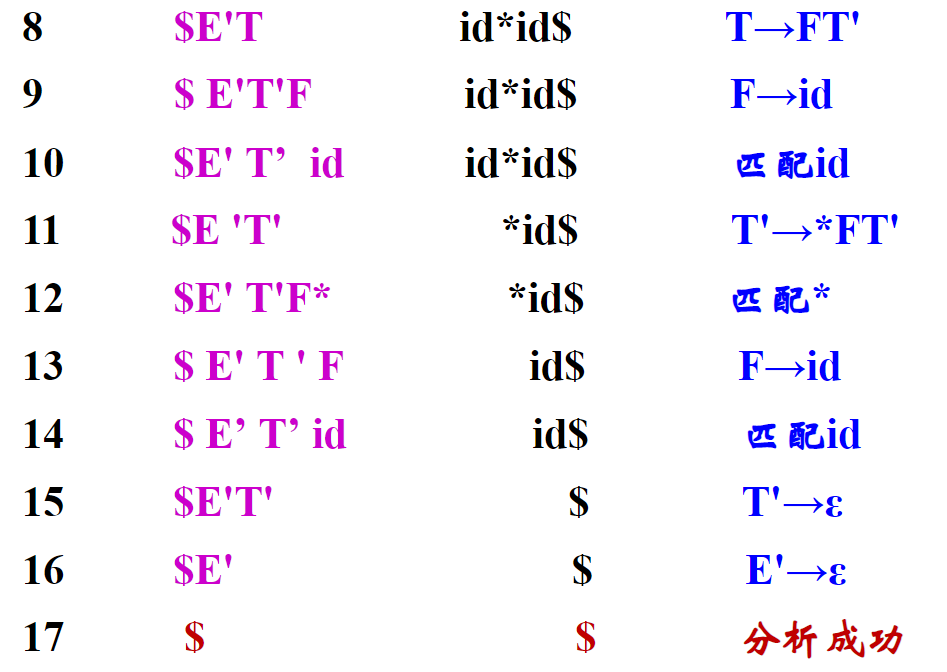 8 $E'T id*id$ T→FT'
9 $ E'T'F id*id$ F→id
10 $E' T’ id id*id$ 匹配id
11 $E 'T' *id$ T'→*FT'
12 $E' T'F* *id$ 匹配*
13 $ E' T ' F id$ F→id
14 $ E’ T’ id id$ 匹配id
15 $E'T' $ T'→ε
16 $E' $ E'→ε
17 $ $ 分析成功